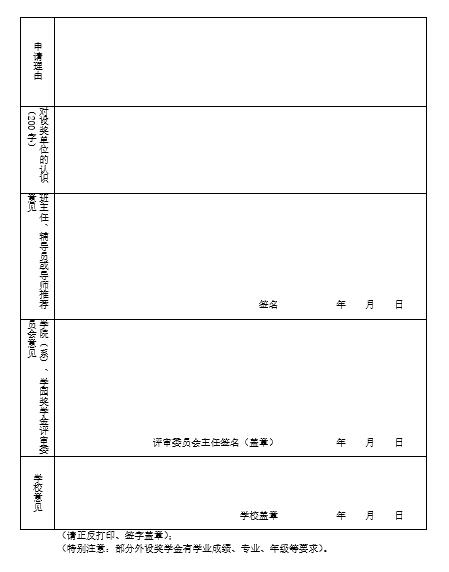 申请理由
对设奖单位的认识
（200字）
班主任、辅导员或导师推荐
意见
签名 年 月 日
学院（系）、学园奖学金评审委
员会意见
评审委员会主任签名（盖章） 年 月 日
学校意见
学校盖章 年 月 日
（请正反打印、签字盖章）；
（特别注意：部分外设奖学金有学业成绩、专业、年级等要求）。